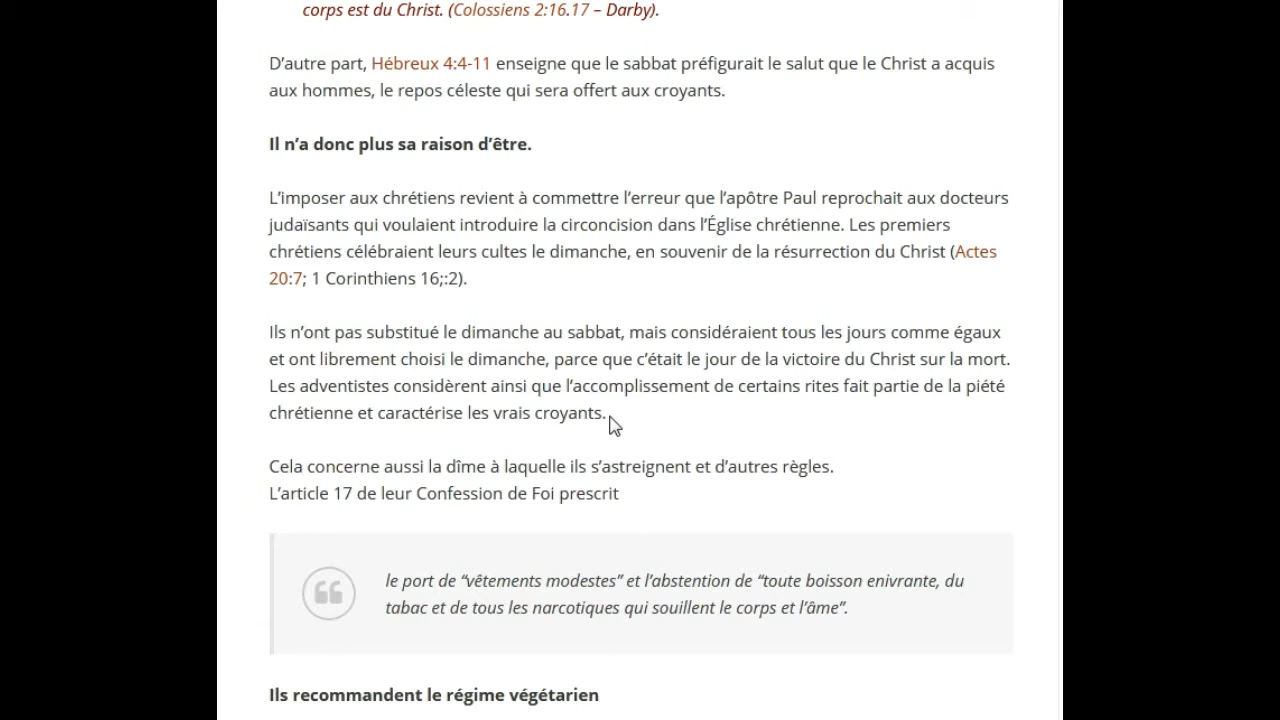 corps est du Christ. (Colossiens 2:16.17 – Darby).
D’autre part, Hébreux 4:4-11 enseigne que le sabbat préfigurait le salut que le Christ a acquis
aux hommes, le repos céleste qui sera offert aux croyants.
Il n’a donc plus sa raison d’être.
L’imposer aux chrétiens revient à commettre l’erreur que l’apôtre Paul reprochait aux docteurs
judaïsants qui voulaient introduire la circoncision dans l’Église chrétienne. Les premiers
chrétiens célébraient leurs cultes le dimanche, en souvenir de la résurrection du Christ (Actes
20:7; 1 Corinthiens 16;:2).
Ils n’ont pas substitué le dimanche au sabbat, mais considéraient tous les jours comme égaux
et ont librement choisi le dimanche, parce que c’était le jour de la victoire du Christ sur la mort.
Les adventistes considèrent ainsi que l’accomplissement de certains rites fait partie de la piété
chrétienne et caractérise les vrais croyants.
Cela concerne aussi la dîme à laquelle ils s’astreignent et d’autres règles.
L’article 17 de leur Confession de Foi prescrit
le port de “vêtements modestes” et l’abstention de “toute boisson enivrante, du
tabac et de tous les narcotiques qui souillent le corps et l’âme”.
Ils recommandent le régime végétarien